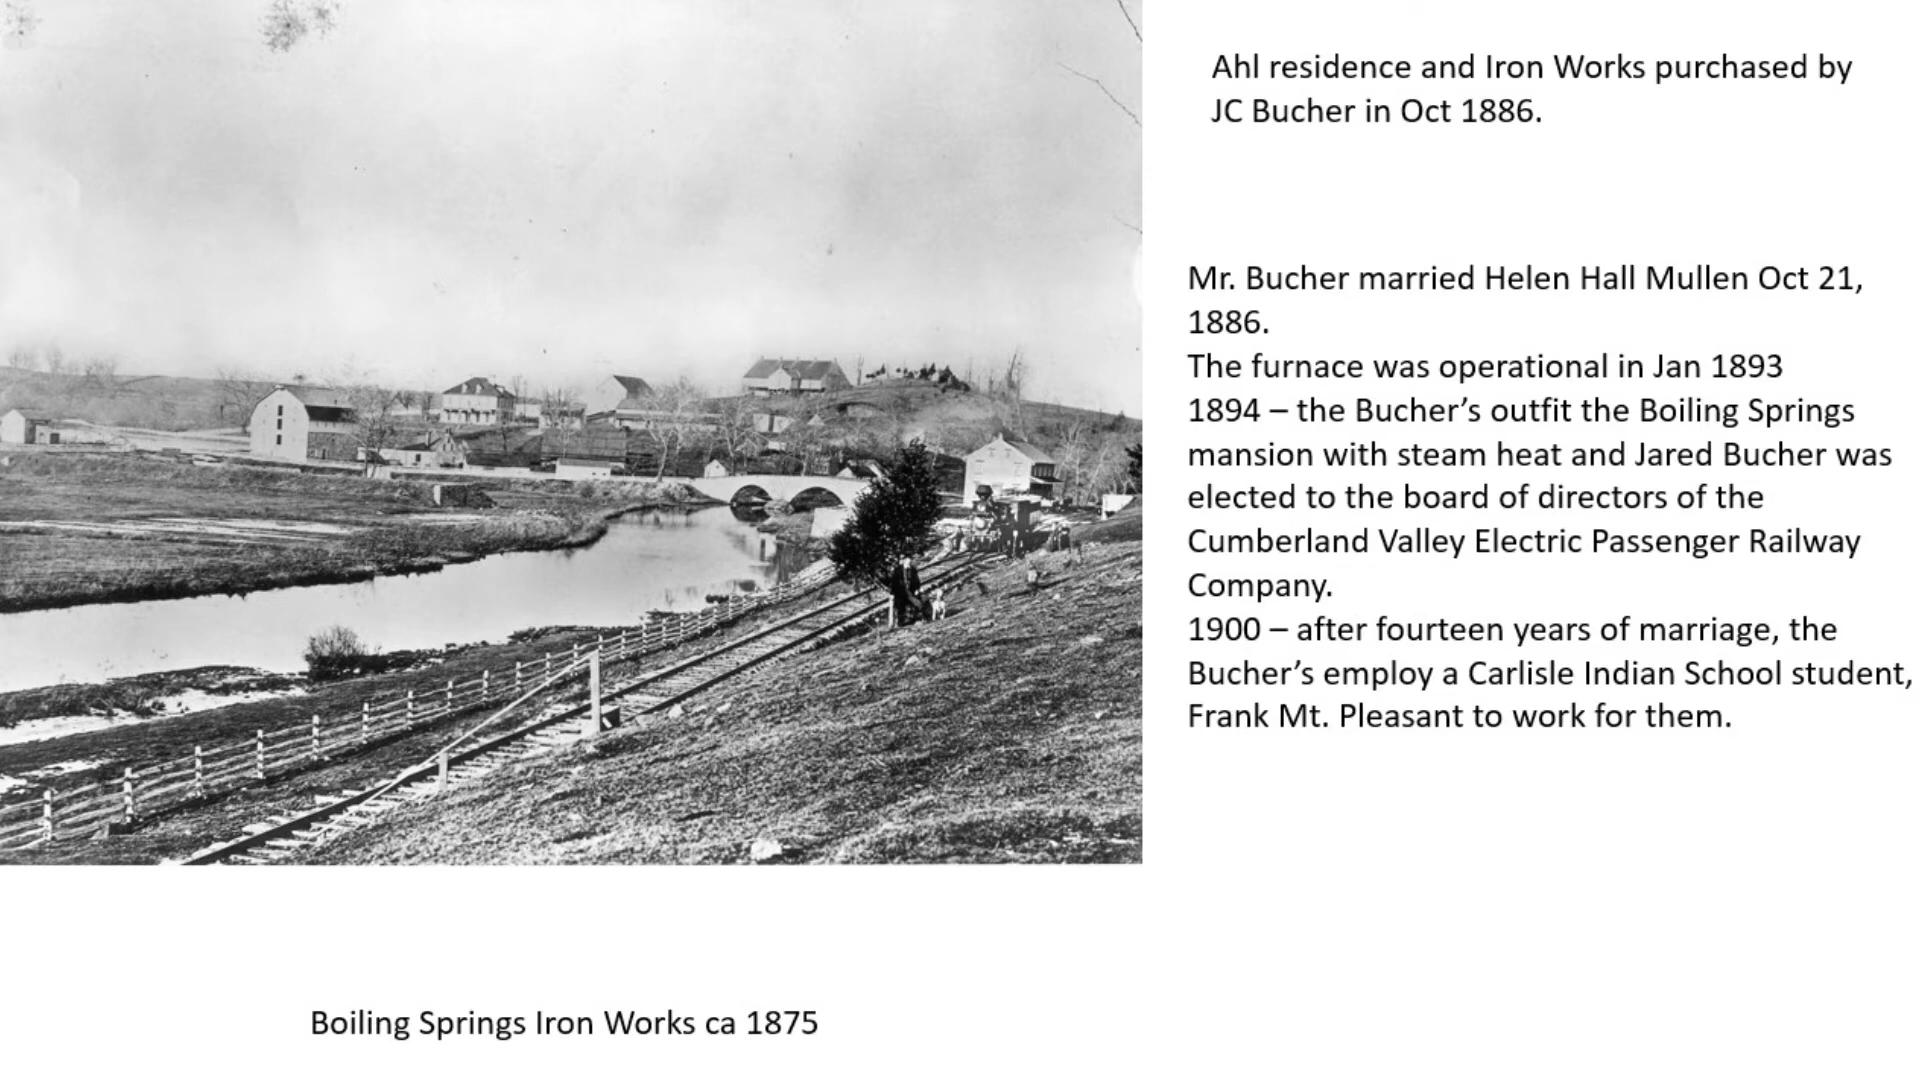 Ahl residence and Iron Works purchased by
JC Bucher in Oct 1886.
Mr. Bucher married Helen Hall Mullen Oct 21,
1886.
The furnace was operational in Jan 1893
1894 – the Bucher’s outfit the Boiling Springs
mansion with steam heat and Jared Bucher was
elected to the board of directors of the
Cumberland Valley Electric Passenger Railway
Company.
1900 – after fourteen years of marriage, the
Bucher’s employ a Carlisle Indian School student,
Frank Mt. Pleasant to work for them.
Boiling Springs Iron Works ca 1875